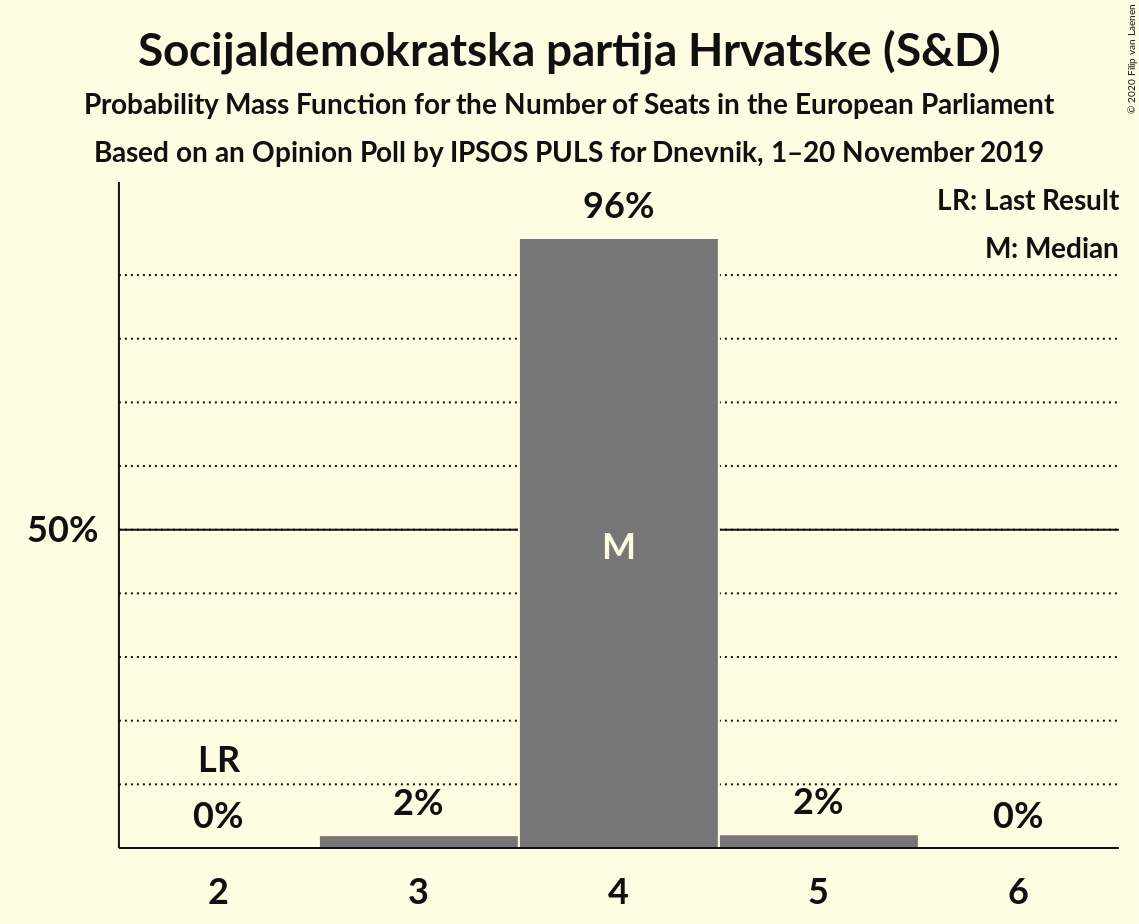 Socijaldemokratska partija Hrvatske (S&D)
Probability Mass Function for the Number of Seats in the European Parliament
Based on an Opinion Poll by IPSOS PULS for Dnevnik, 1–20 November 2019
© 2020 Filip van Laenen
LR: Last Result
M: Median
96%
50%
M
LR
0%
2%
2%
0%
2
3
4
5
6